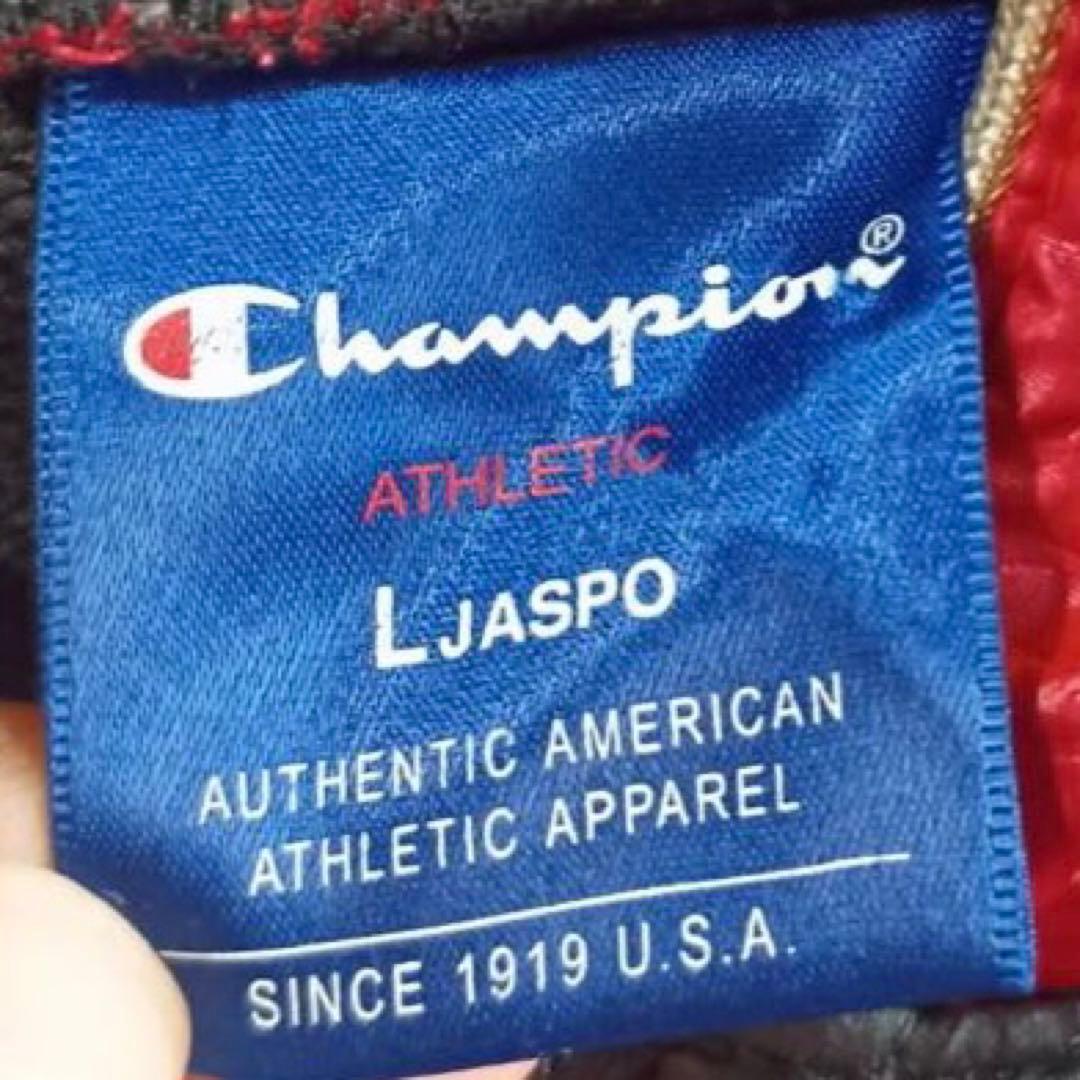 Champion®
ATHLETIC
L JASPO
AUTHENTIC AMERICAN
ATHLETIC APPAREL
SINCE 1919 U.S.A.